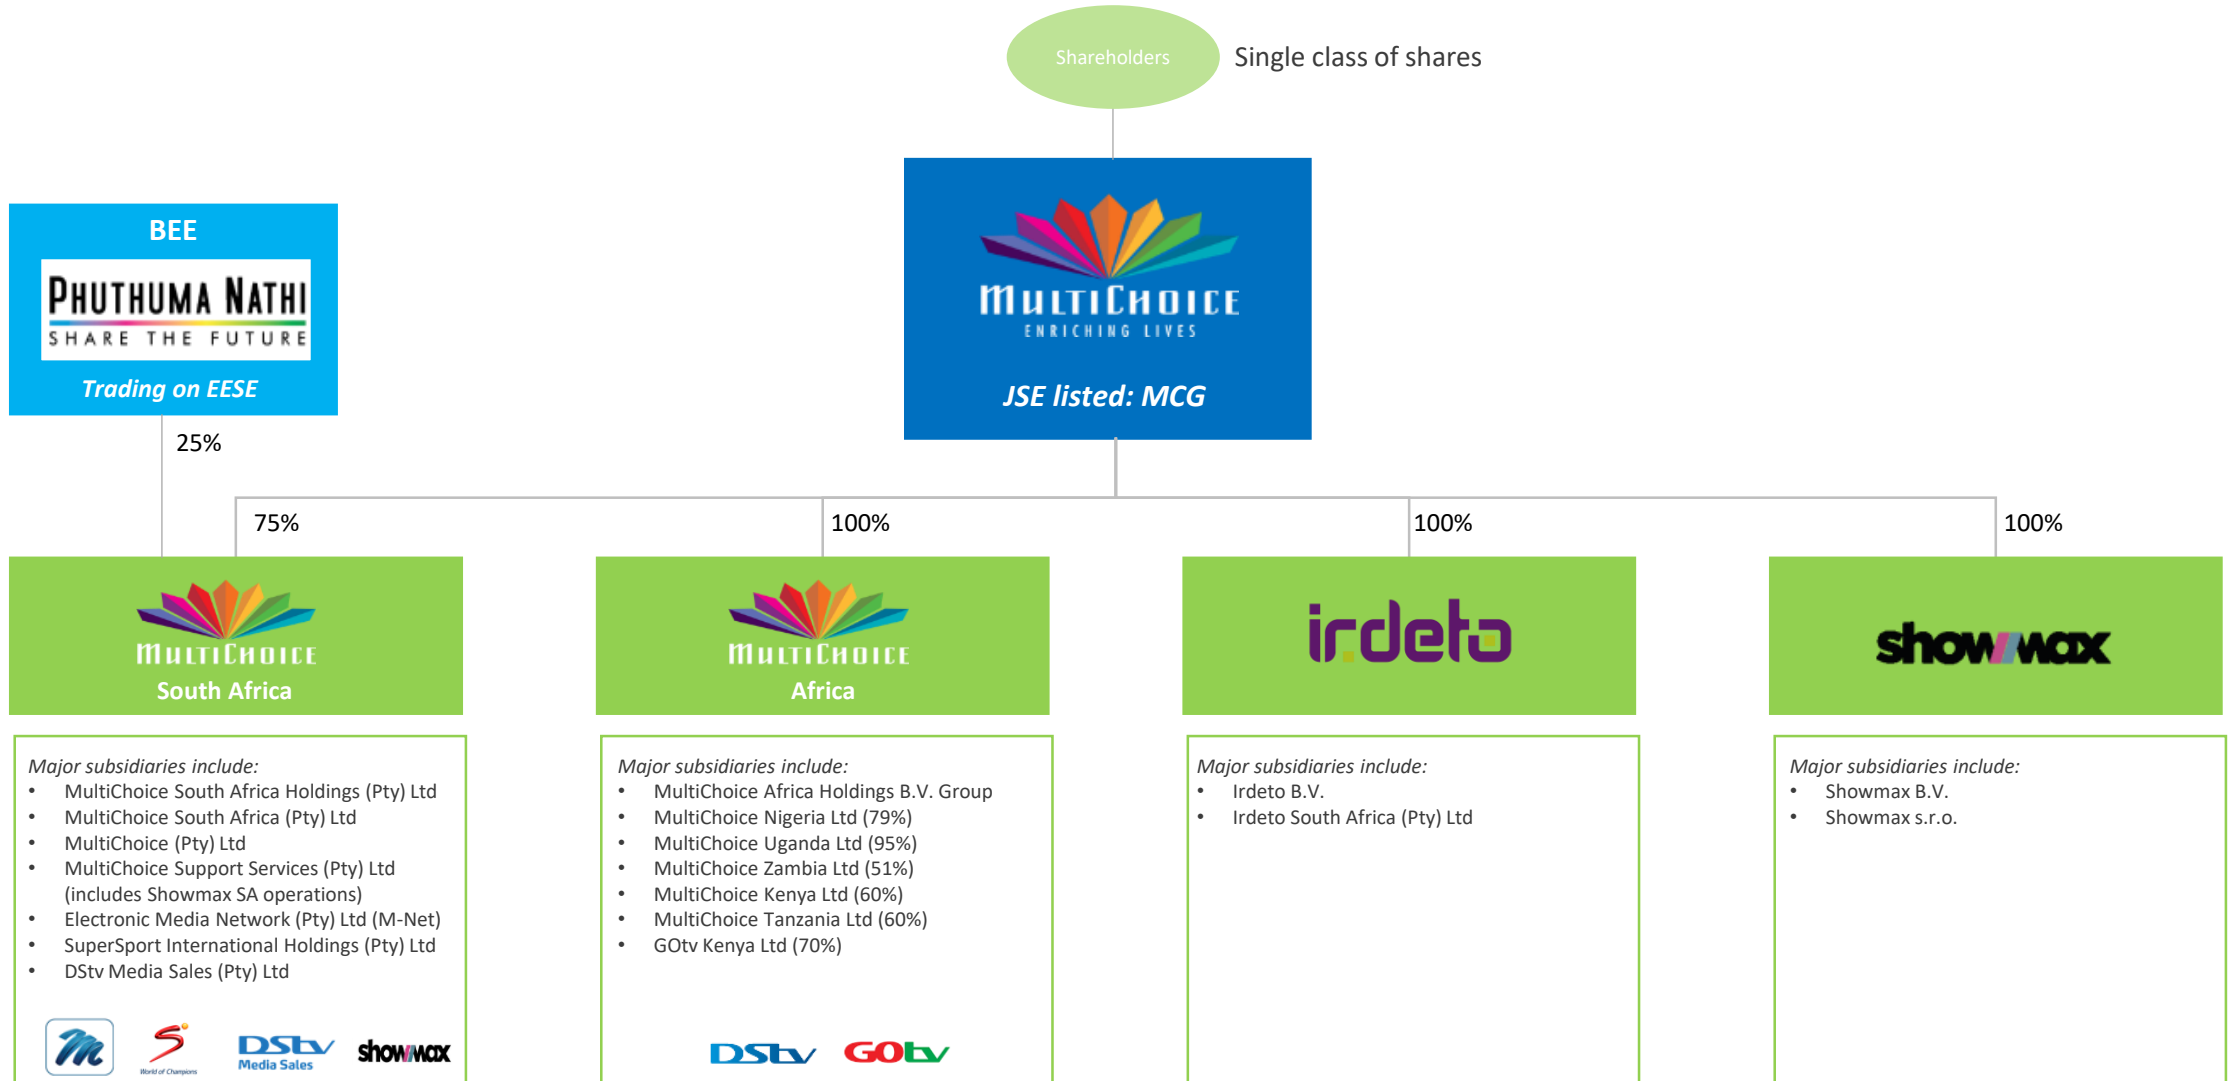 Shareholders
Single class of shares
BEE
PHUTHUMA NATHI
SHARE THE FUTURE
Trading on EESE
MULTICHOICE
ENRICHING LIVES
JSE listed: MCG
25%
75%
100%
100%
100%
MULTICHOICE
South Africa
MULTICHOICE
Africa
irdeto
showmax
Major subsidiaries include:
• MultiChoice South Africa Holdings (Pty) Ltd
• MultiChoice South Africa (Pty) Ltd
• MultiChoice (Pty) Ltd
• MultiChoice Support Services (Pty) Ltd
(includes Showmax SA operations)
• Electronic Media Network (Pty) Ltd (M-Net)
• SuperSport International Holdings (Pty) Ltd
• DStv Media Sales (Pty) Ltd
M
S
World of Champions
DStv
Media Sales
showmax
Major subsidiaries include:
• MultiChoice Africa Holdings B.V. Group
• MultiChoice Nigeria Ltd (79%)
• MultiChoice Uganda Ltd (95%)
• MultiChoice Zambia Ltd (51%)
• MultiChoice Kenya Ltd (60%)
• MultiChoice Tanzania Ltd (60%)
• GOtv Kenya Ltd (70%)
DStv
GOtv
Major subsidiaries include:
• Irdeto B.V.
• Irdeto South Africa (Pty) Ltd
Major subsidiaries include:
• Showmax B.V.
• Showmax s.r.o.